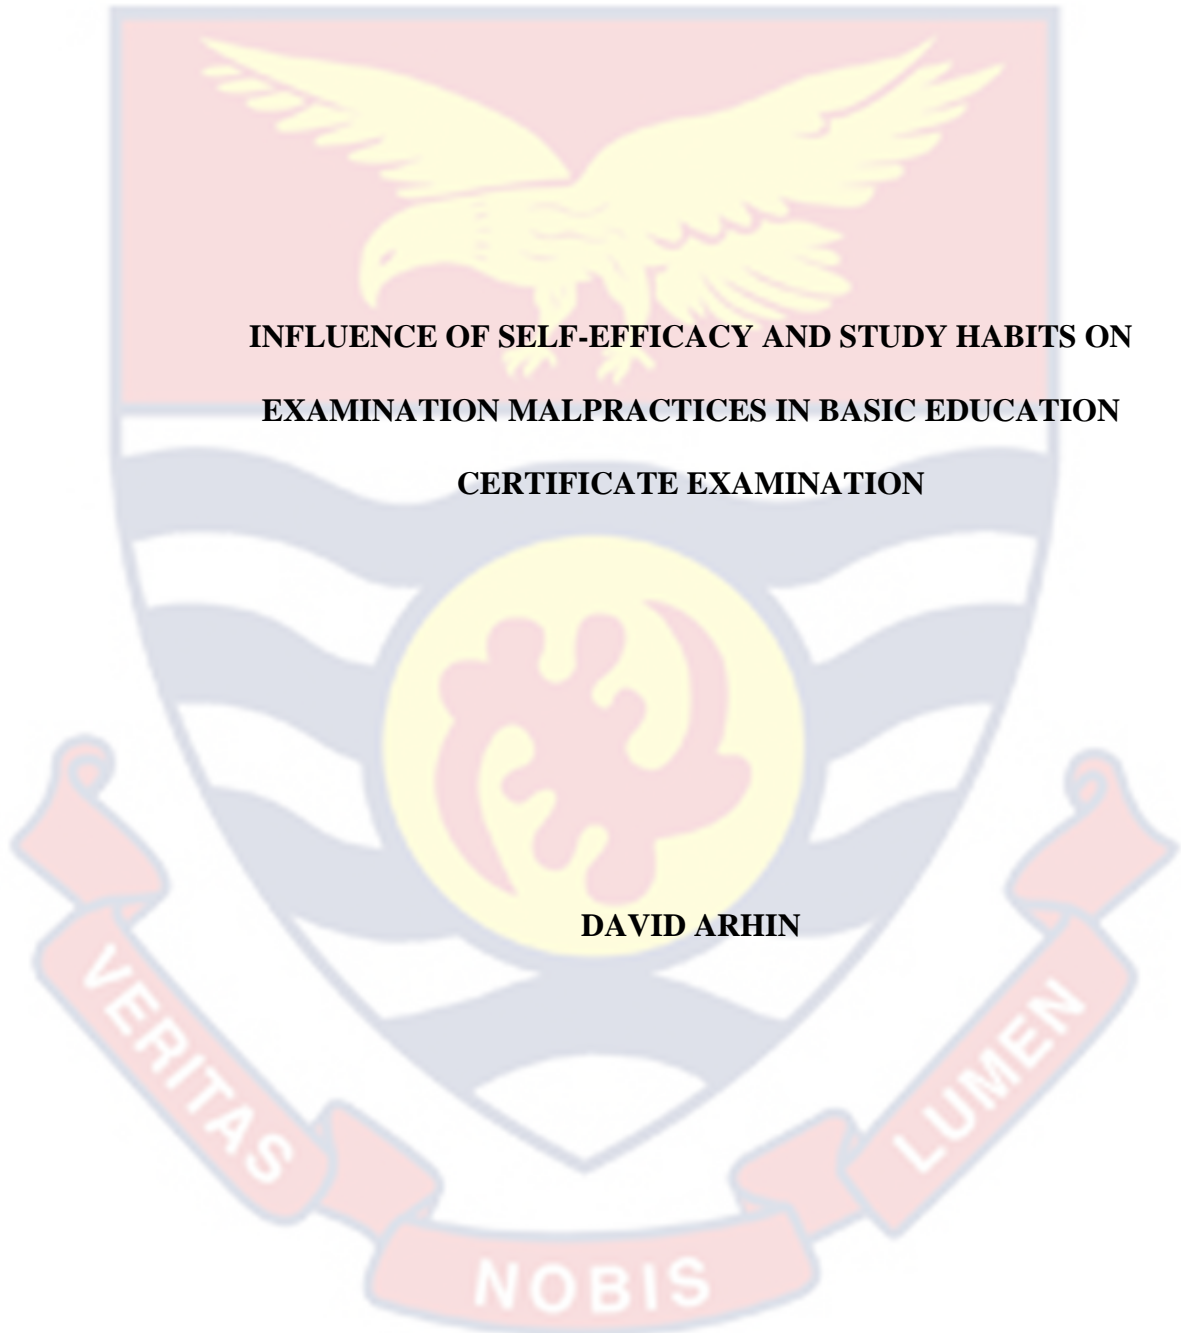 INFLUENCE OF SELF-EFFICACY AND STUDY HABITS ON
EXAMINATION MALPRACTICES IN BASIC EDUCATION
CERTIFICATE EXAMINATION
DAVID ARHIN
VERITAS
NOBIS
LUMEN